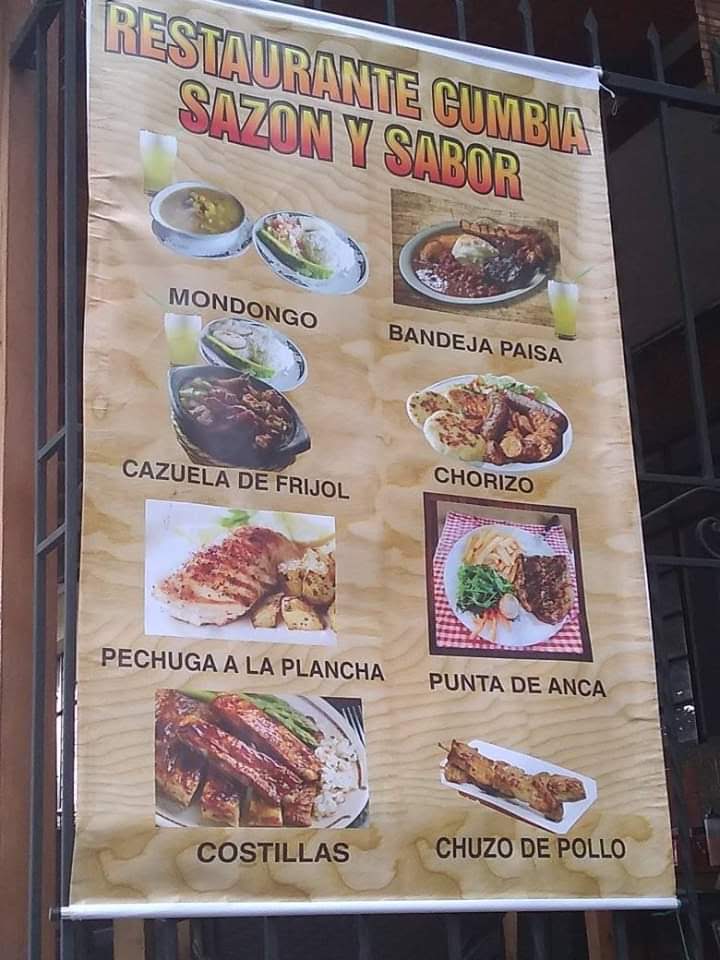 RESTAURANTE CUMBIA
SAZON Y SABOR
MONDONGO
BANDEJA PAISA
CAZUELA DE FRIJOL
CHORIZO
PECHUGA A LA PLANCHA
PUNTA DE ANCA
COSTILLAS
CHUZO DE POLLO